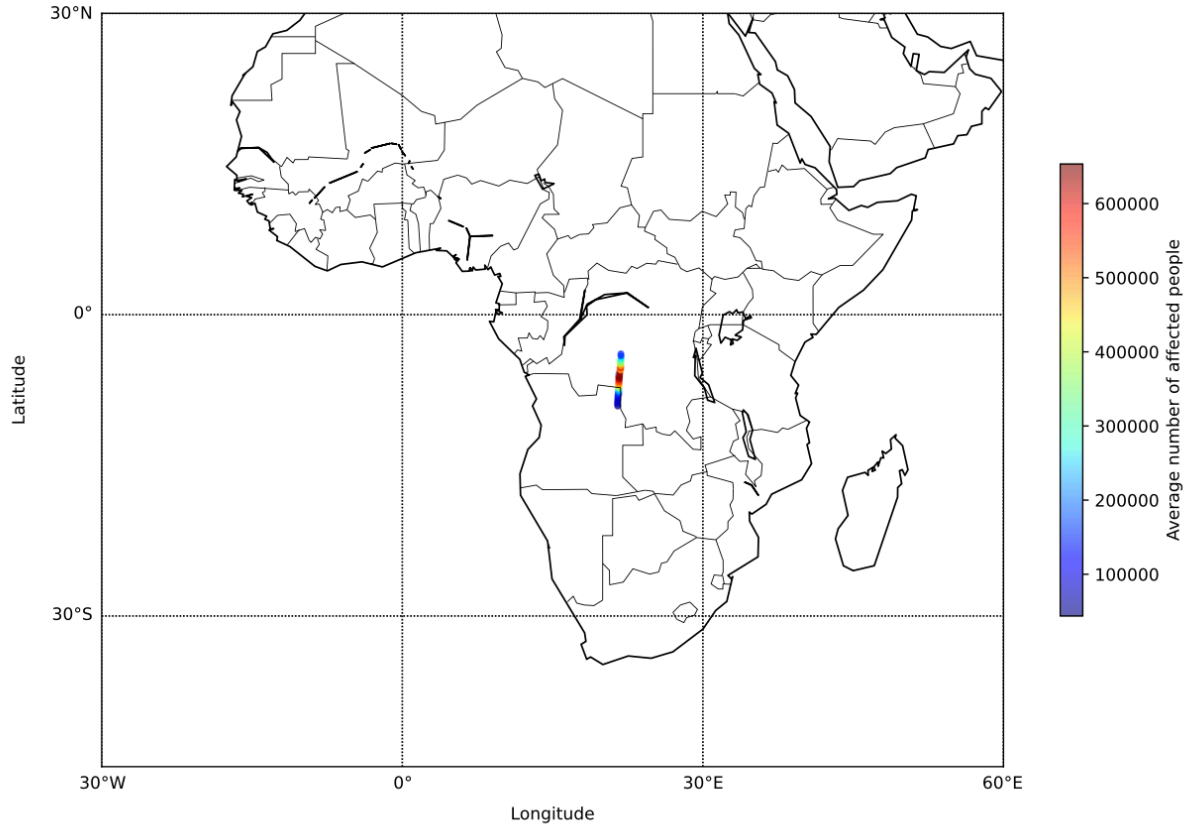 30°N
0°
30°S
30°W
0°
30°E
60°E
Longitude
Latitude
600000
500000
400000
300000
200000
100000
Average number of affected people